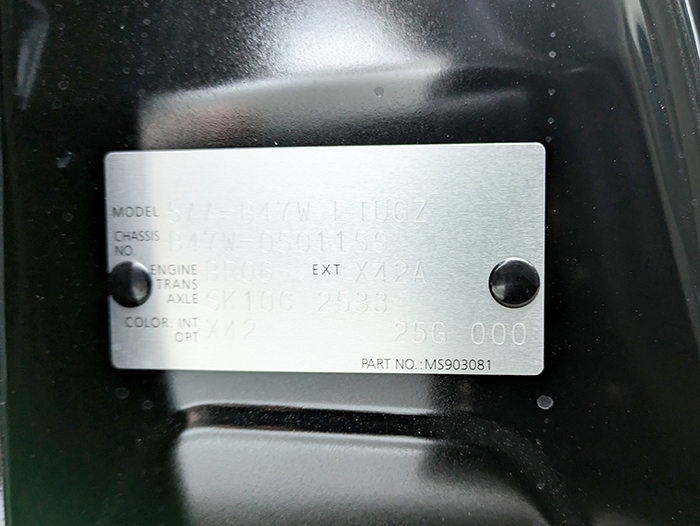 MODEL 5AA-B47W LIUGZ
CHASSIS NO B47W-0501159
ENGINE BR06 EXT X42A
TRANS AXLE SK10C 2533
COLOR. INT OPT X42 25G 000
PART NO.:MS903081